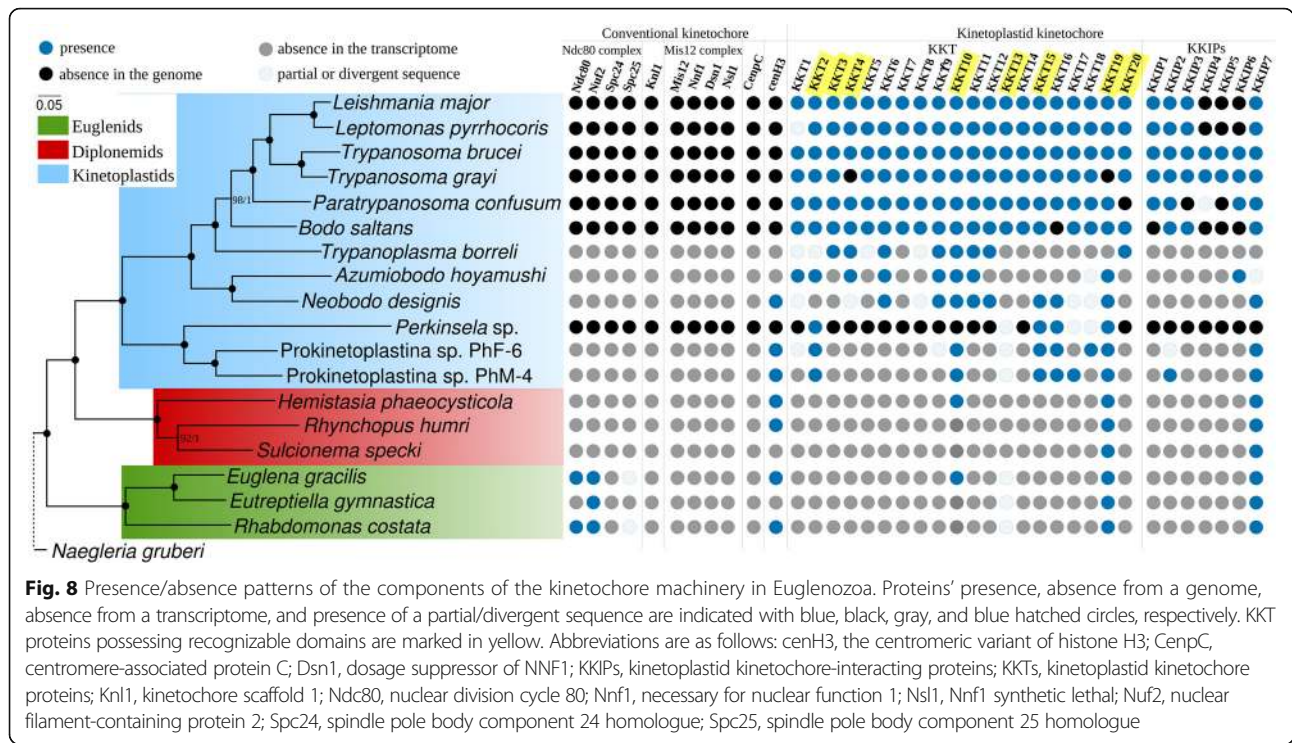 presence
absence in the transcriptome
absence in the genome
partial or divergent sequence
0.05
Euglenids
Diplonemids
Kinetoplastids
Conventional kinetochore
Kinetoplastid kinetochore
Ndc80 complex
Mis12 complex
KKT
KKIPs
Ndc80
Nuf2
Spc24
Spc25
Knl1
Mis12
Nnf1
Dsn1
Nsl1
CenpC
cenH3
KKT1
KKT2
KKT3
KKT4
KKT5
KKT6
KKT7
KKT8
KKT9
KKT10
KKT11
KKT12
KKT13
KKT14
KKT15
KKT16
KKT17
KKT18
KKT19
KKT20
KKIP1
KKIP2
KKIP3
KKIP4
KKIP5
KKIP6
KKIP7
Leishmania major
Leptomonas pyrrhocoris
Trypanosoma brucei
Trypanosoma grayi
98/1
Paratrypanosoma confusum
Bodo saltans
Trypanoplasma borreli
Azumiobodo hoyamushi
Neobodo designis
Perkinsela sp.
Prokinetoplastina sp. PhF-6
Prokinetoplastina sp. PhM-4
Hemistasia phaeocysticola
Rhynchopus humri
92/1
Sulcionema specki
Euglena gracilis
Eutreptiella gymnastica
Rhabdomonas costata
Naegleria gruberi
Fig. 8 Presence/absence patterns of the components of the kinetochore machinery in Euglenozoa. Proteins’ presence, absence from a genome,
absence from a transcriptome, and presence of a partial/divergent sequence are indicated with blue, black, gray, and blue hatched circles, respectively. KKT
proteins possessing recognizable domains are marked in yellow. Abbreviations are as follows: cenH3, the centromeric variant of histone H3; CenpC,
centromere-associated protein C; Dsn1, dosage suppressor of NNF1; KKIPs, kinetoplastid kinetochore-interacting proteins; KKTs, kinetoplastid kinetochore
proteins; Knl1, kinetochore scaffold 1; Ndc80, nuclear division cycle 80; Nnf1, necessary for nuclear function 1; Nsl1, Nnf1 synthetic lethal; Nuf2, nuclear
filament-containing protein 2; Spc24, spindle pole body component 24 homologue; Spc25, spindle pole body component 25 homologue